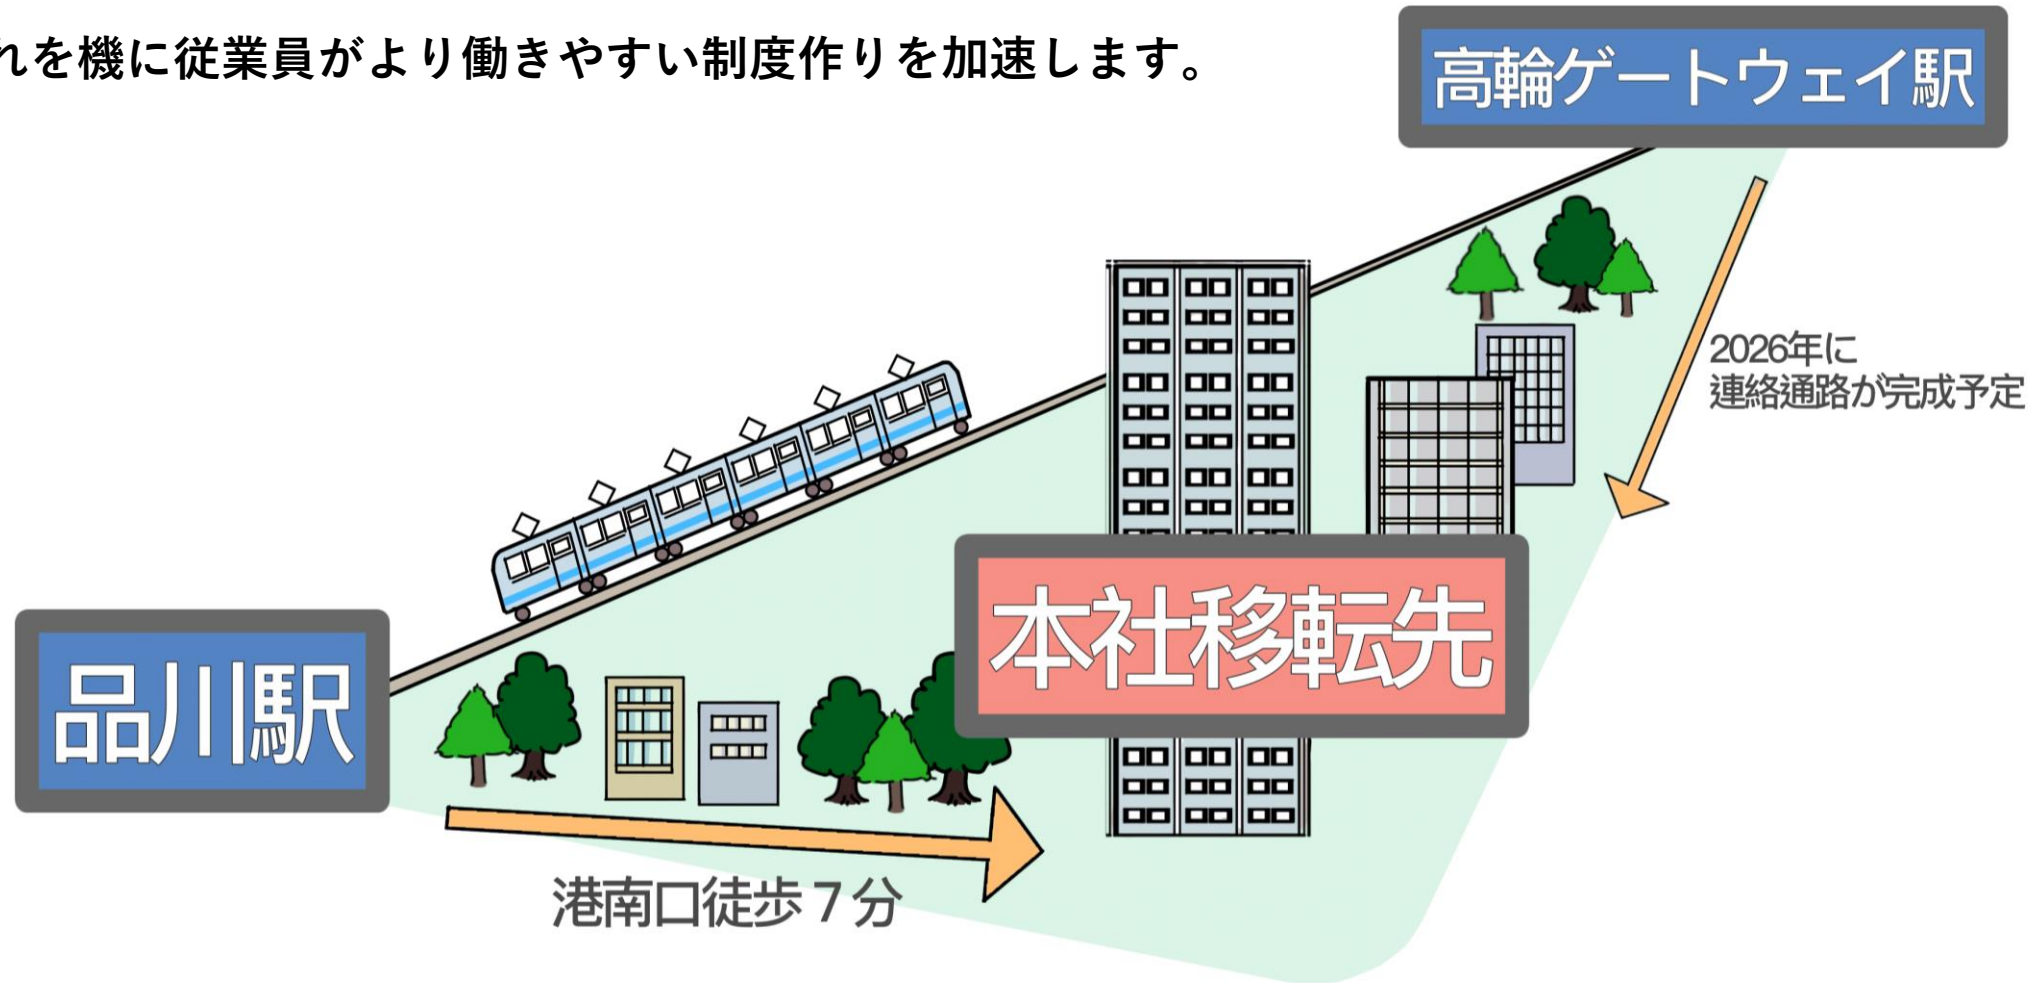 れを機に従業員がより働きやすい制度作りを加速します。
高輪ゲートウェイ駅
2026年に
連絡通路が完成予定
本社移転先
品川駅
港南口徒歩７分